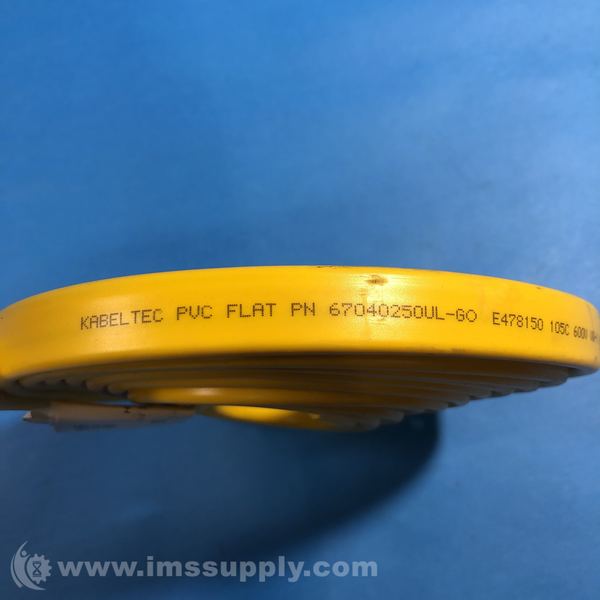 KABELTEC PVC FLAT PN 67040250UL-GO E478150 105C 600V
www.imssupply.com